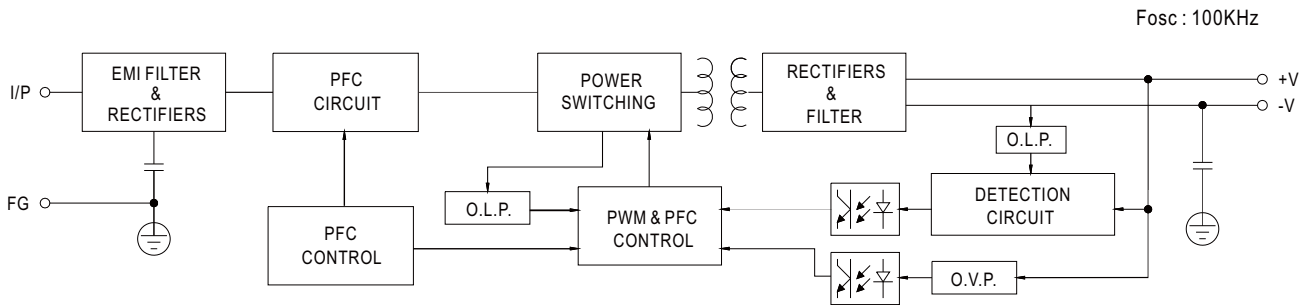 Fosc : 100KHz
I/P
EMI FILTER
&
RECTIFIERS
PFC
CIRCUIT
POWER
SWITCHING
RECTIFIERS
&
FILTER
+V
-V
O.L.P.
FG
O.L.P.
PFC
CONTROL
PWM & PFC
CONTROL
DETECTION
CIRCUIT
O.V.P.